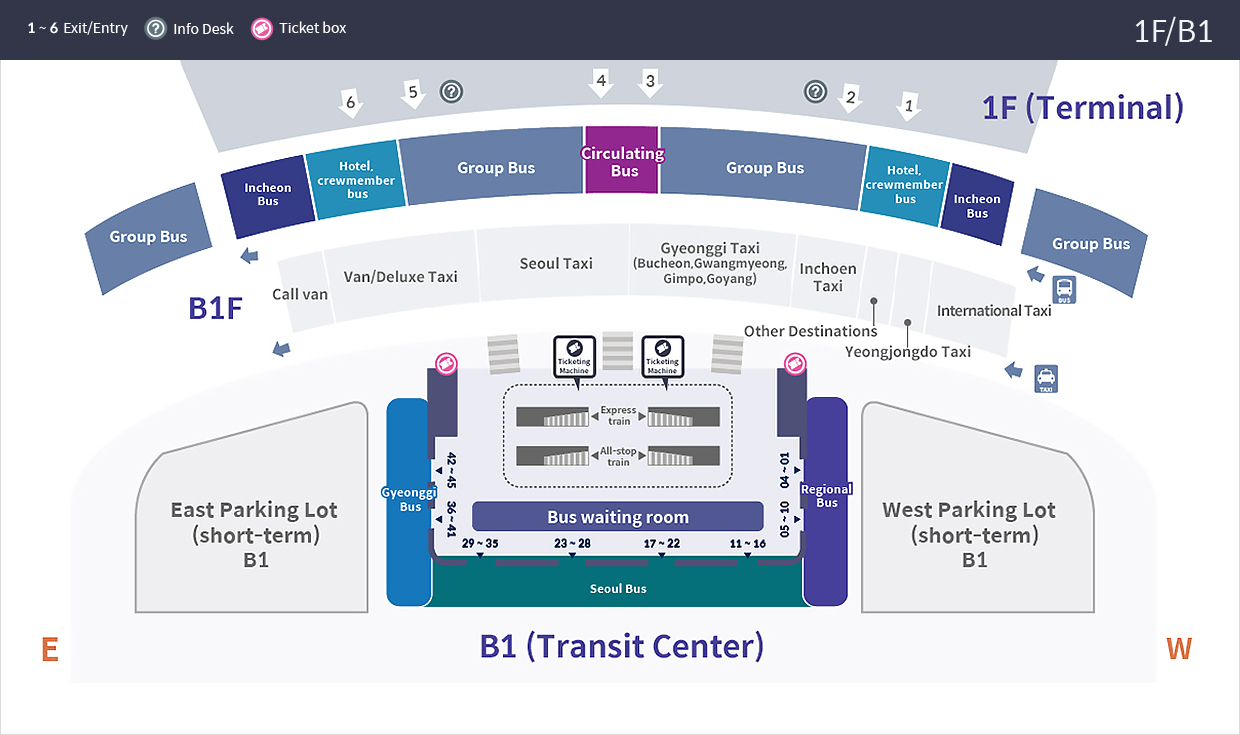 1 ~ 6 Exit/Entry
? Info Desk
Ticket box
1F/B1
6
5
?
4
3
?
2
1
1F (Terminal)
Group Bus
Incheon
Bus
Hotel,
crewmember
bus
Group Bus
Circulating
Bus
Group Bus
Hotel,
crewmember
bus
Incheon
Bus
Group Bus
BUS
B1F
Call van
Van/Deluxe Taxi
Seoul Taxi
Gyeonggi Taxi
(Bucheon,Gwangmyeong,
Gimpo,Goyang)
Inchoen
Taxi
Other Destinations
Yeongjongdo Taxi
International Taxi
TAXI
Ticketing
Machine
Ticketing
Machine
Express
train
All-stop
train
42 ~ 45
36 ~ 41
04 ~ 01
05 ~ 10
Gyeonggi
Bus
Regional
Bus
Bus waiting room
29 ~ 35
23 ~ 28
17 ~ 22
11 ~ 16
Seoul Bus
East Parking Lot
(short-term)
B1
West Parking Lot
(short-term)
B1
E
B1 (Transit Center)
W